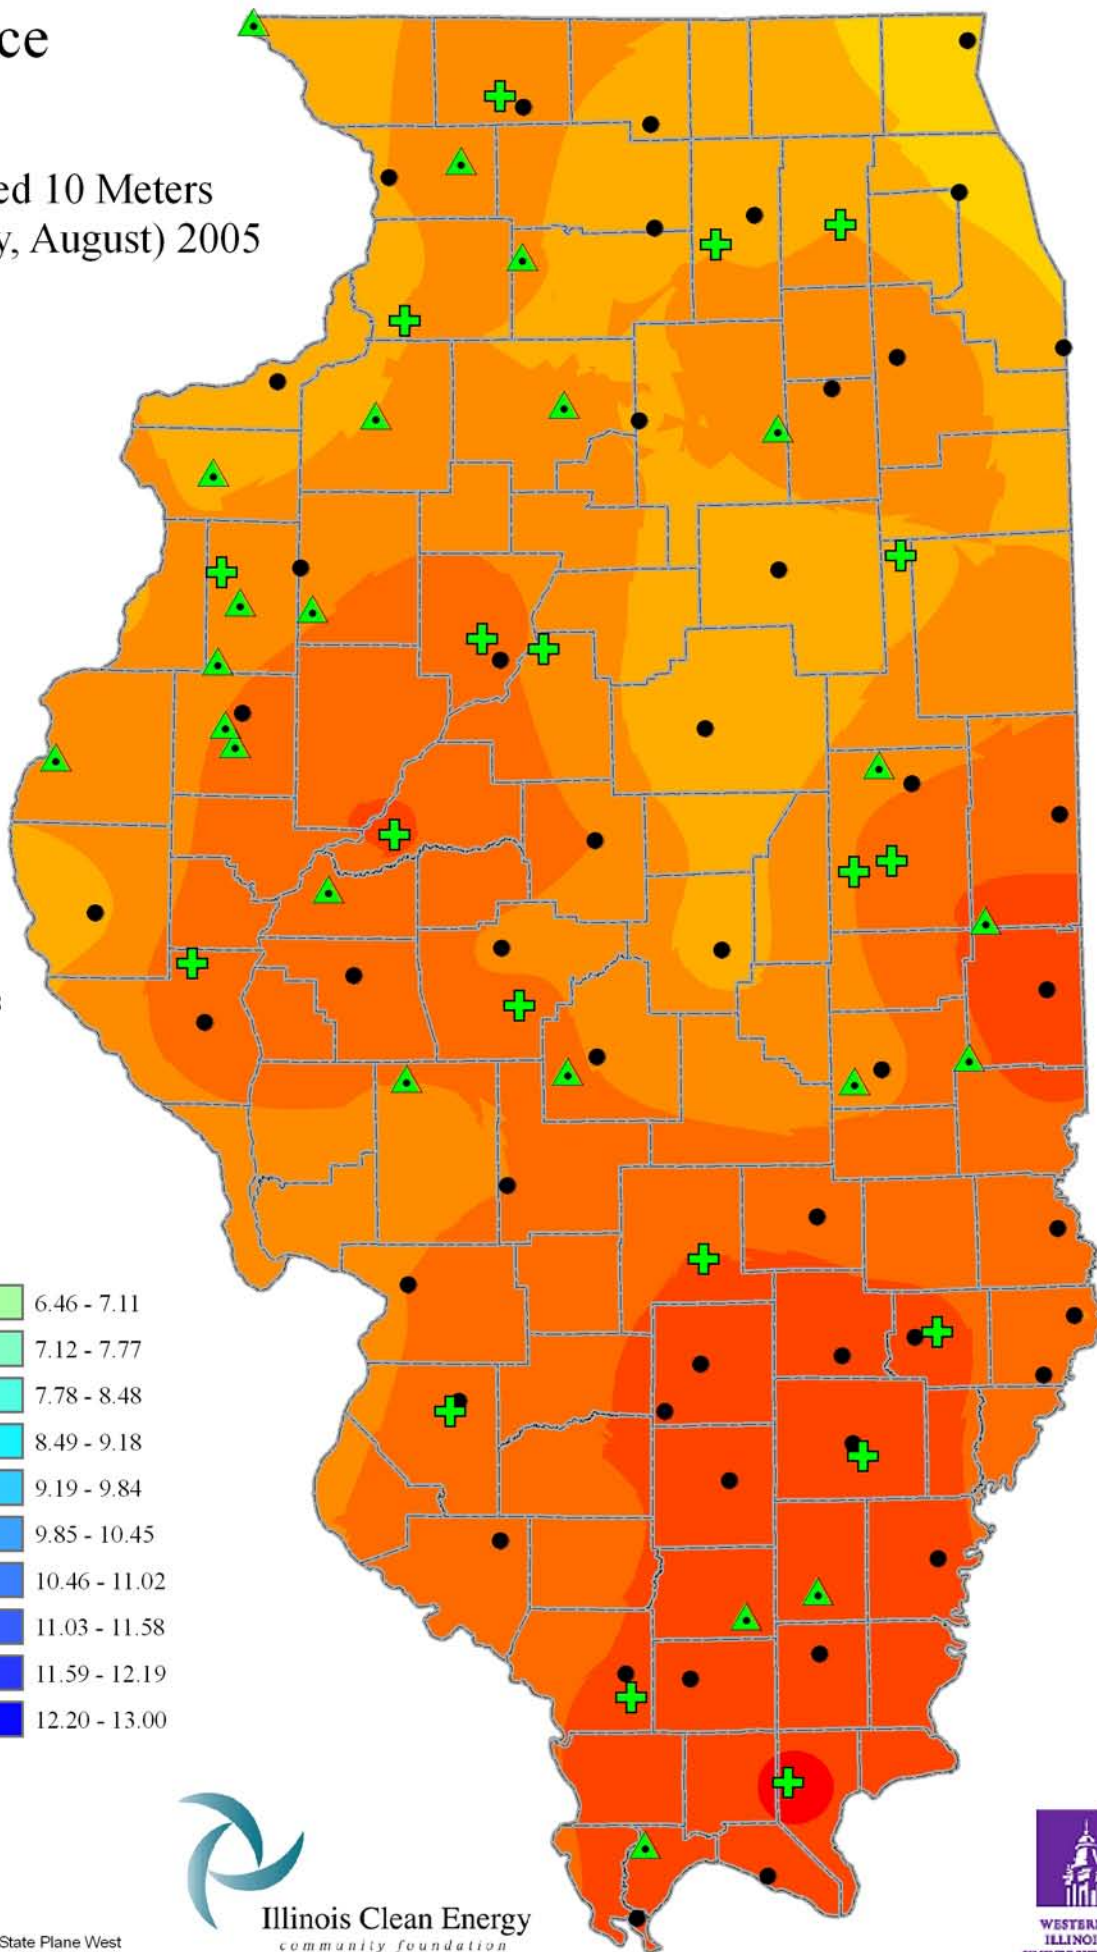 ce
ed 10 Meters
y, August) 2005
6.46 - 7.11
7.12 - 7.77
7.78 - 8.48
8.49 - 9.18
9.19 - 9.84
9.85 - 10.45
10.46 - 11.02
11.03 - 11.58
11.59 - 12.19
12.20 - 13.00
Illinois Clean Energy
community foundation
State Plane West
WESTERN
ILLINOI